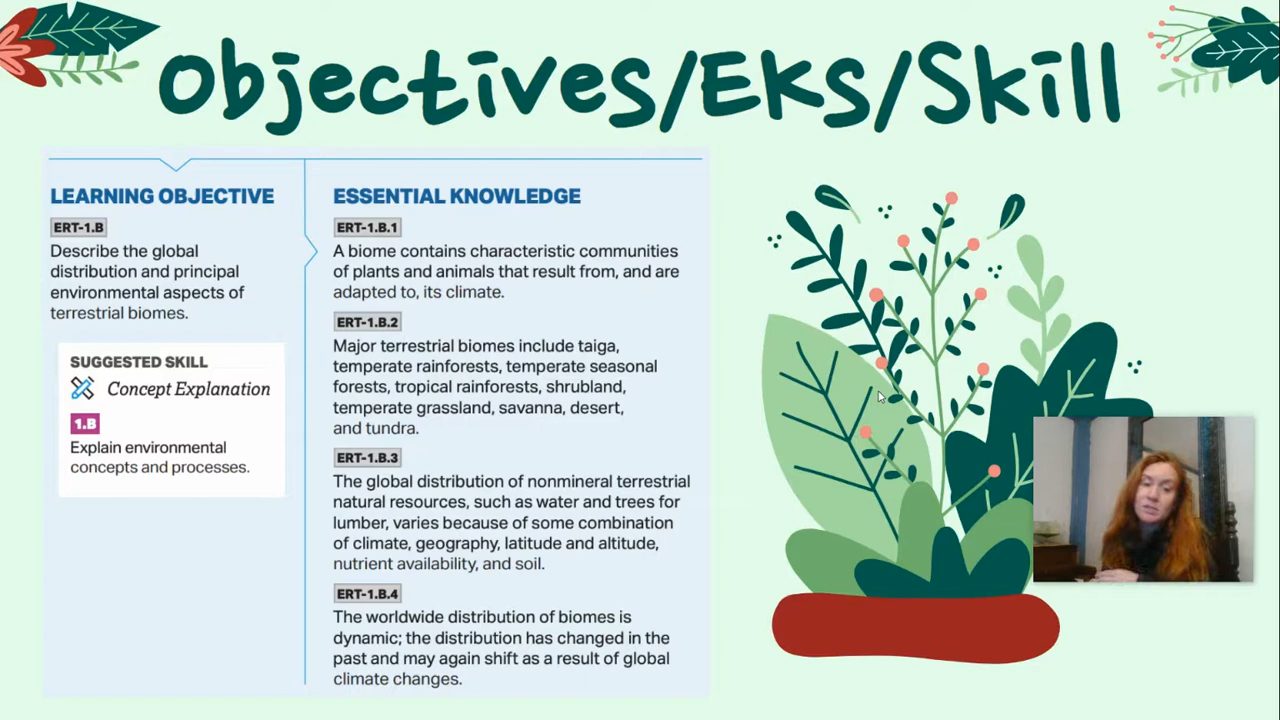 Objectives/EKs/Skill
LEARNING OBJECTIVE
ERT-1.B
Describe the global
distribution and principal
environmental aspects of
terrestrial biomes.
SUGGESTED SKILL
Concept Explanation
1.B
Explain environmental
concepts and processes.
ESSENTIAL KNOWLEDGE
ERT-1.B.1
A biome contains characteristic communities
of plants and animals that result from, and are
adapted to, its climate.
ERT-1.B.2
Major terrestrial biomes include taiga,
temperate rainforests, temperate seasonal
forests, tropical rainforests, shrubland,
temperate grassland, savanna, desert,
and tundra.
ERT-1.B.3
The global distribution of nonmineral terrestrial
natural resources, such as water and trees for
lumber, varies because of some combination
of climate, geography, latitude and altitude,
nutrient availability, and soil.
ERT-1.B.4
The worldwide distribution of biomes is
dynamic; the distribution has changed in the
past and may again shift as a result of global
climate changes.